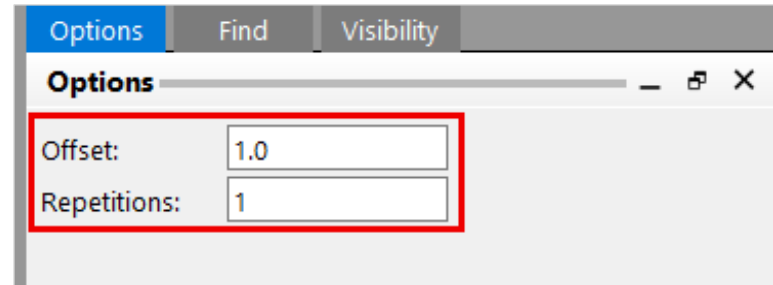 Options Find Visibility
Options
Offset: 1.0
Repetitions: 1